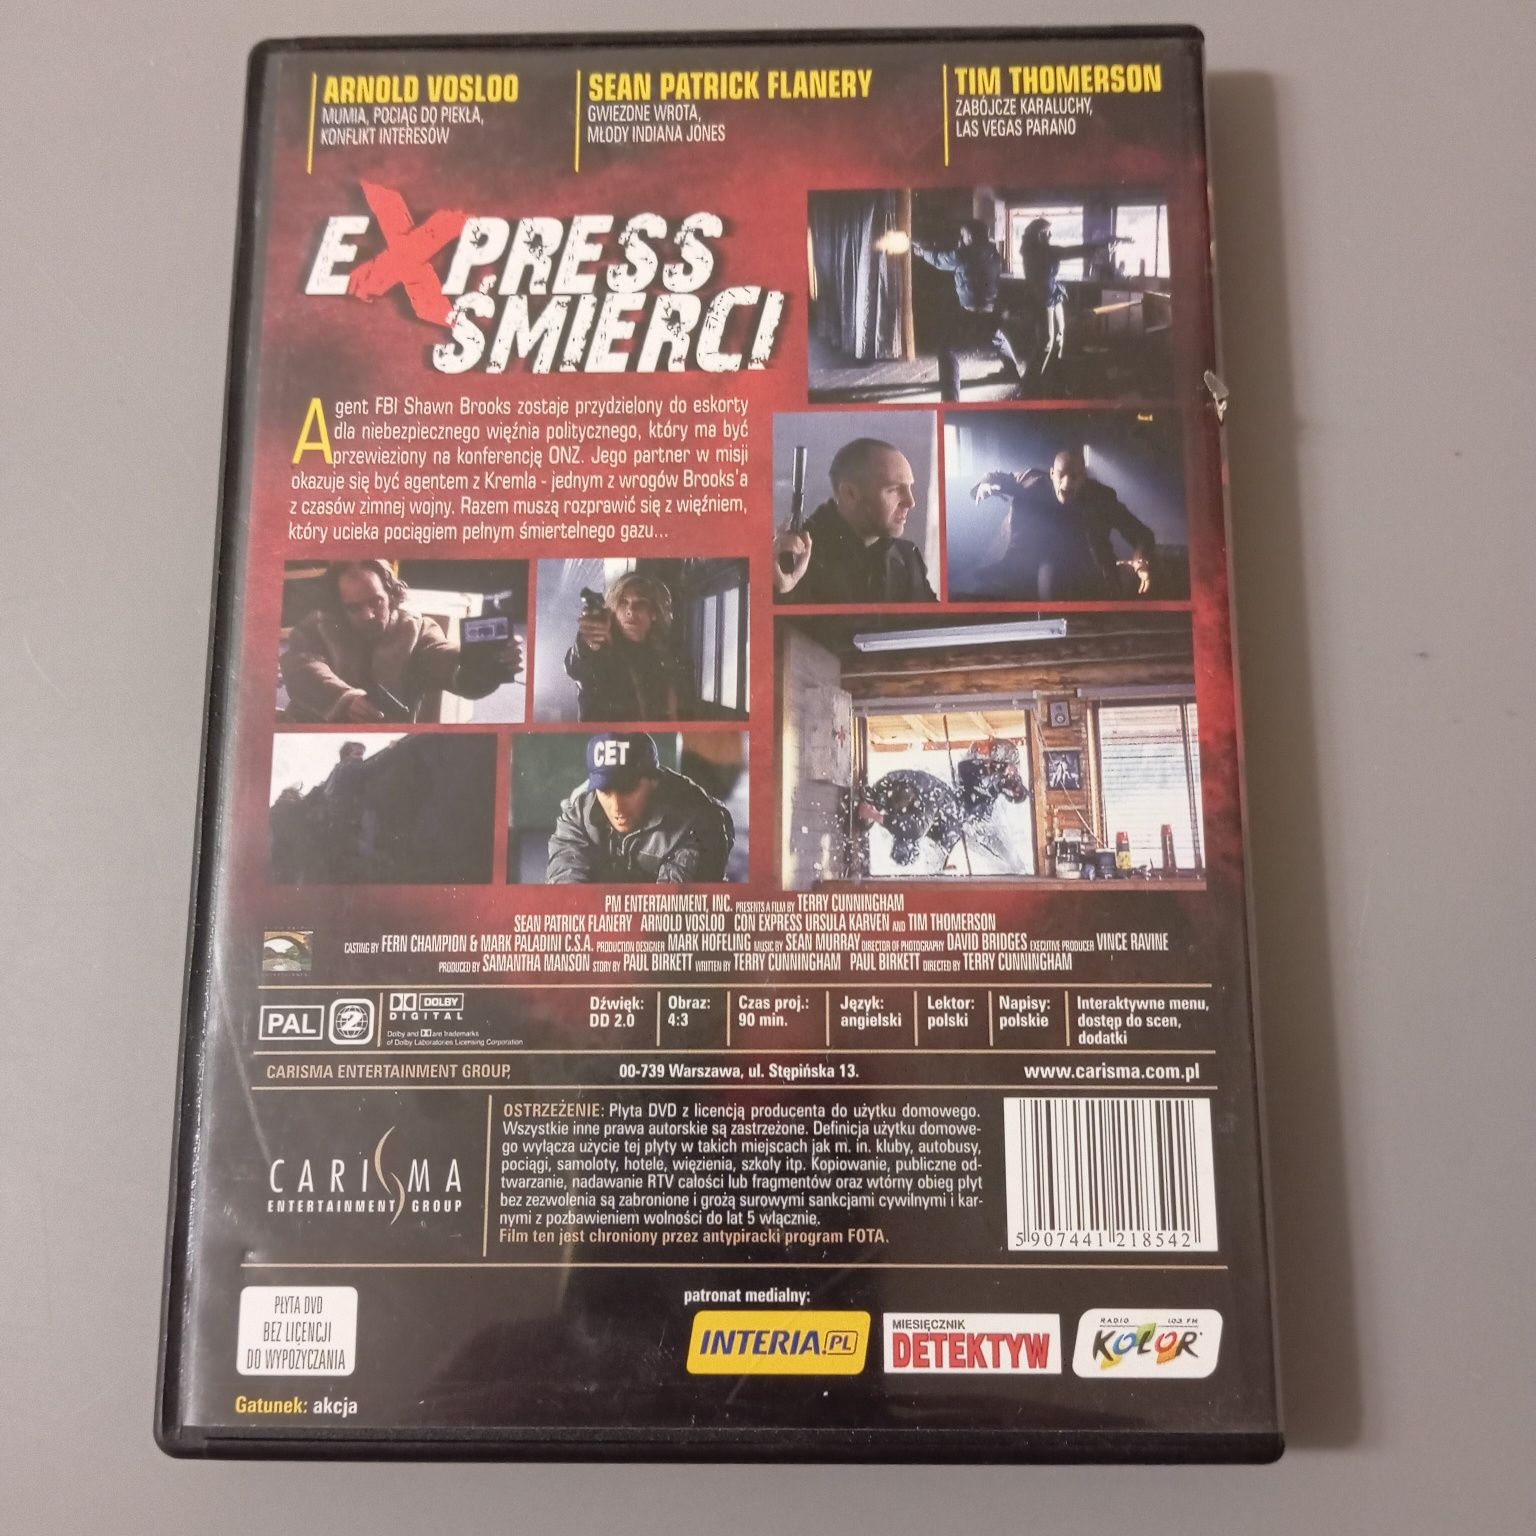 ARNOLD VOSLOO
MUMIA, POCIĄG DO PIEKŁA,
KONFLIKT INTERESÓW
SEAN PATRICK FLANERY
GWIEZDNE WROTA,
MŁODY INDIANA JONES
TIM THOMERSON
ZABÓJCZE KARALUCHY,
LAS VEGAS PARANO
EXPRESS
ŚMIERCI
Agent FBI Shawn Brooks zostaje przydzielony do eskorty
dla niebezpiecznego więźnia politycznego, który ma być
przewieziony na konferencję ONZ. Jego partner w misji
okazuje się być agentem z Kremla - jednym z wrogów Brooks'a
z czasów zimnej wojny. Razem muszą rozprawić się z więźniem,
który ucieka pociągiem pełnym śmiertelnego gazu...
CET
PM ENTERTAINMENT, INC. PRESENTS A FILM BY TERRY CUNNINGHAM
SEAN PATRICK FLANERY ARNOLD VOSLOO CON EXPRESS URSULA KARVEN AND TIM THOMERSON
CASTING BY FERN CHAMPION & MARK PALADINI C.S.A. PRODUCTION DESIGNER MARK HOFELING MUSIC BY SEAN MURRAY DIRECTOR OF PHOTOGRAPHY DAVID BRIDGES EXECUTIVE PRODUCER VINCE RAVINE
PRODUCED BY SAMANTHA MANSON STORY BY PAUL BIRKETT WRITTEN BY TERRY CUNNINGHAM PAUL BIRKETT DIRECTED BY TERRY CUNNINGHAM
PAL
2
DOLBY
DIGITAL
Dolby and are trademarks
of Dolby Laboratories Licensing Corporation
Dźwięk:
DD 2.0
Obraz:
4:3
Czas proj.:
90 min.
Język:
angielski
Lektor:
polski
Napisy:
polskie
Interaktywne menu,
dostęp do scen,
dodatki
CARISMA ENTERTAINMENT GROUP, 00-739 Warszawa, ul. Stępińska 13. www.carisma.com.pl
CARISMA
ENTERTAINMENT GROUP
OSTRZEŻENIE: Płyta DVD z licencją producenta do użytku domowego.
Wszystkie inne prawa autorskie są zastrzeżone. Definicja użytku domowe-
go wyłącza użycie tej płyty w takich miejscach jak m. in. kluby, autobusy,
pociągi, samoloty, hotele, więzienia, szkoły itp. Kopiowanie, publiczne od-
twarzanie, nadawanie RTV całości lub fragmentów oraz wtórny obieg płyt
bez zezwolenia są zabronione i grożą surowymi sankcjami cywilnymi i kar-
nymi z pozbawieniem wolności do lat 5 włącznie.
Film ten jest chroniony przez antypiracki program FOTA.
5 907441 218542
PŁYTA DVD
BEZ LICENCJI
DO WYPOŻYCZANIA
patronat medialny:
INTERIA.PL
MIESIĘCZNIK
DETEKTYW
RADIO 103 FM
KOLOR
Gatunek: akcja